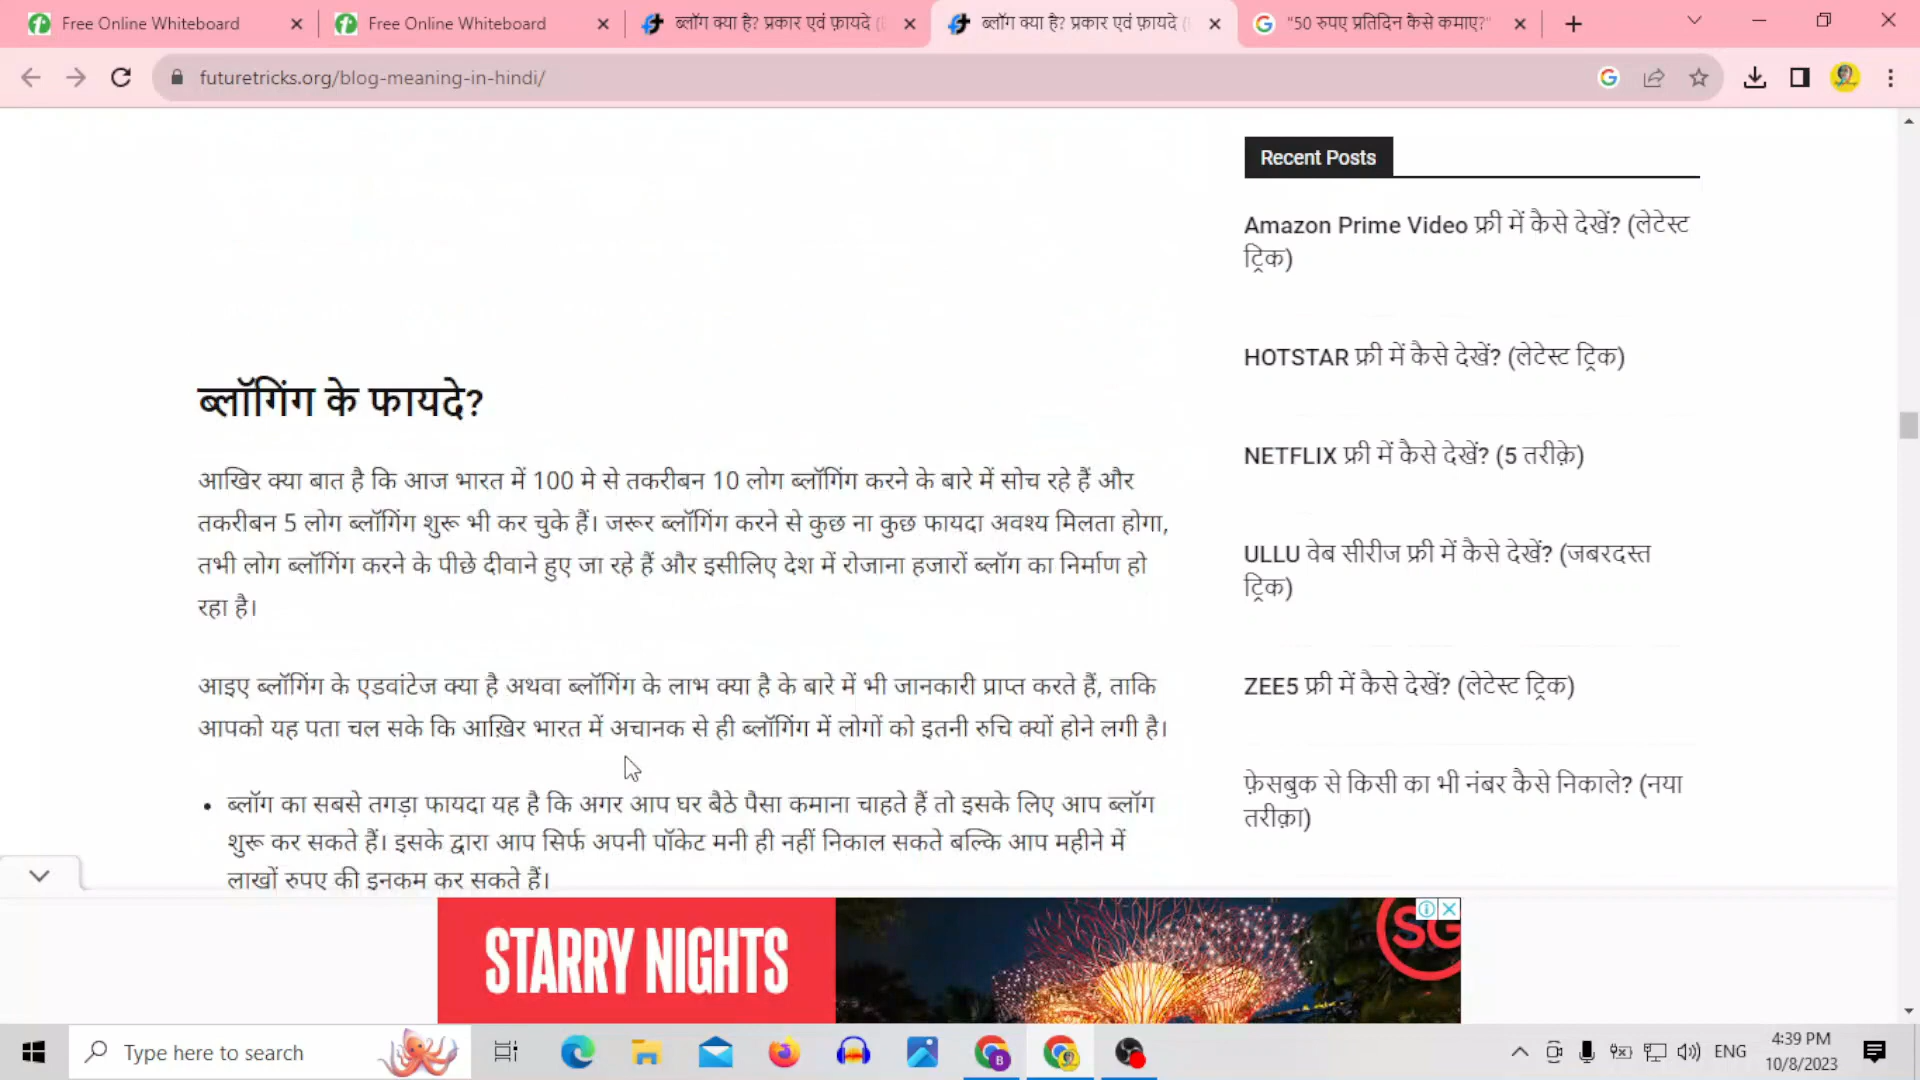 Free Online Whiteboard
Free Online Whiteboard
ब्लॉग क्या है? प्रकार एवं फ़ायदे (
ब्लॉग क्या है? प्रकार एवं फ़ायदे (
"50 रुपए प्रतिदिन कैसे कमाए?"
futuretricks.org/blog-meaning-in-hindi/
ब्लॉगिंग के फायदे?
आखिर क्या बात है कि आज भारत में 100 मे से तकरीबन 10 लोग ब्लॉगिंग करने के बारे में सोच रहे हैं और
तकरीबन 5 लोग ब्लॉगिंग शुरू भी कर चुके हैं। जरूर ब्लॉगिंग करने से कुछ ना कुछ फायदा अवश्य मिलता होगा,
तभी लोग ब्लॉगिंग करने के पीछे दीवाने हुए जा रहे हैं और इसीलिए देश में रोजाना हजारों ब्लॉग का निर्माण हो
रहा है।
आइए ब्लॉगिंग के एडवांटेज क्या है अथवा ब्लॉगिंग के लाभ क्या है के बारे में भी जानकारी प्राप्त करते हैं, ताकि
आपको यह पता चल सके कि आख़िर भारत में अचानक से ही ब्लॉगिंग में लोगों को इतनी रुचि क्यों होने लगी है।
• ब्लॉग का सबसे तगड़ा फायदा यह है कि अगर आप घर बैठे पैसा कमाना चाहते हैं तो इसके लिए आप ब्लॉग
शुरू कर सकते हैं। इसके द्वारा आप सिर्फ अपनी पॉकेट मनी ही नहीं निकाल सकते बल्कि आप महीने में
लाखों रुपए की इनकम कर सकते हैं।
Recent Posts
Amazon Prime Video फ्री में कैसे देखें? (लेटेस्ट
ट्रिक)
HOTSTAR फ्री में कैसे देखें? (लेटेस्ट ट्रिक)
NETFLIX फ्री में कैसे देखें? (5 तरीक़े)
ULLU वेब सीरीज फ्री में कैसे देखें? (जबरदस्त
ट्रिक)
ZEE5 फ्री में कैसे देखें? (लेटेस्ट ट्रिक)
फ़ेसबुक से किसी का भी नंबर कैसे निकाले? (नया
तरीक़ा)
STARRY NIGHTS
SG
Type here to search
B
ENG
4:39 PM
10/8/2023